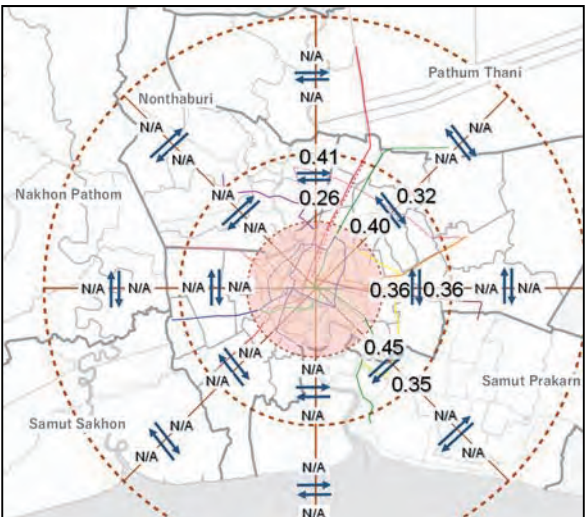 N/A
N/A
Pathum Thani
Nonthaburi
N/A
N/A
N/A
N/A
0.41
Nakhon Pathom
N/A
0.26
0.32
N/A
0.40
N/A N/A
N/A N/A
0.36 0.36
N/A N/A
0.45
N/A
N/A
0.35
Samut Prakarn
N/A
N/A
Samut Sakhon
N/A
N/A
N/A
N/A
N/A
N/A
N/A